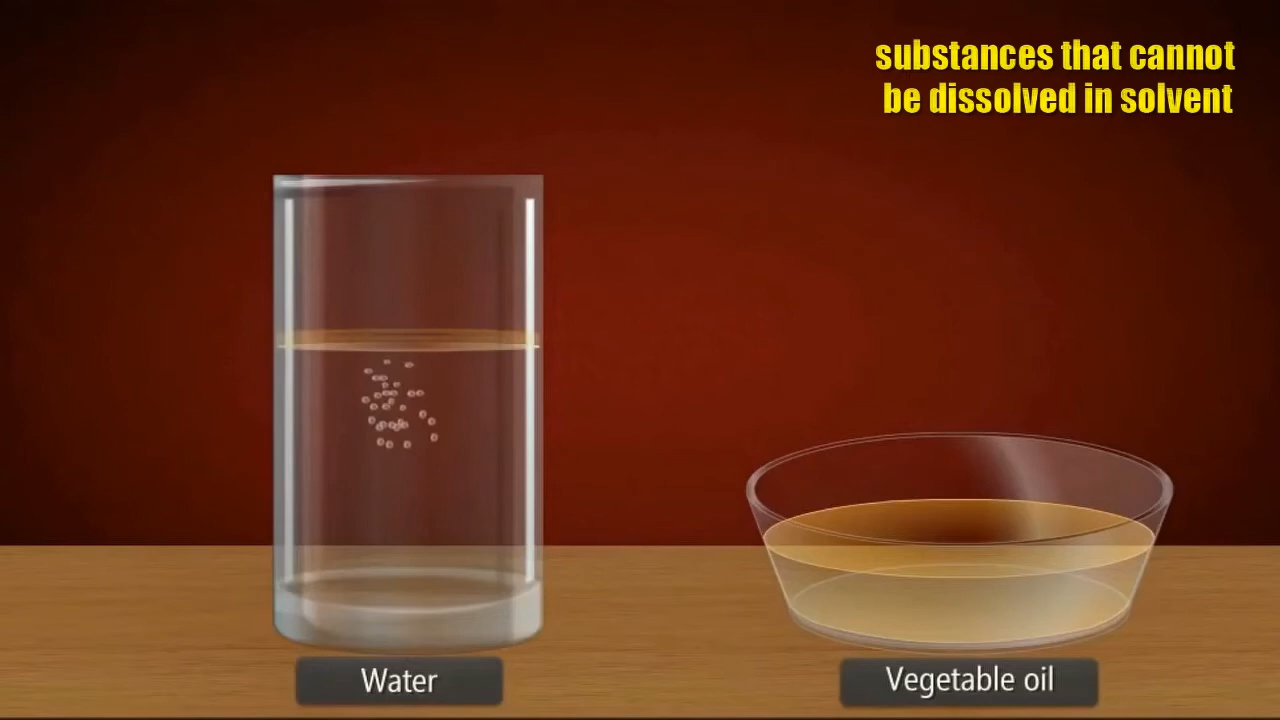 substances that cannot
be dissolved in solvent
Water
Vegetable oil